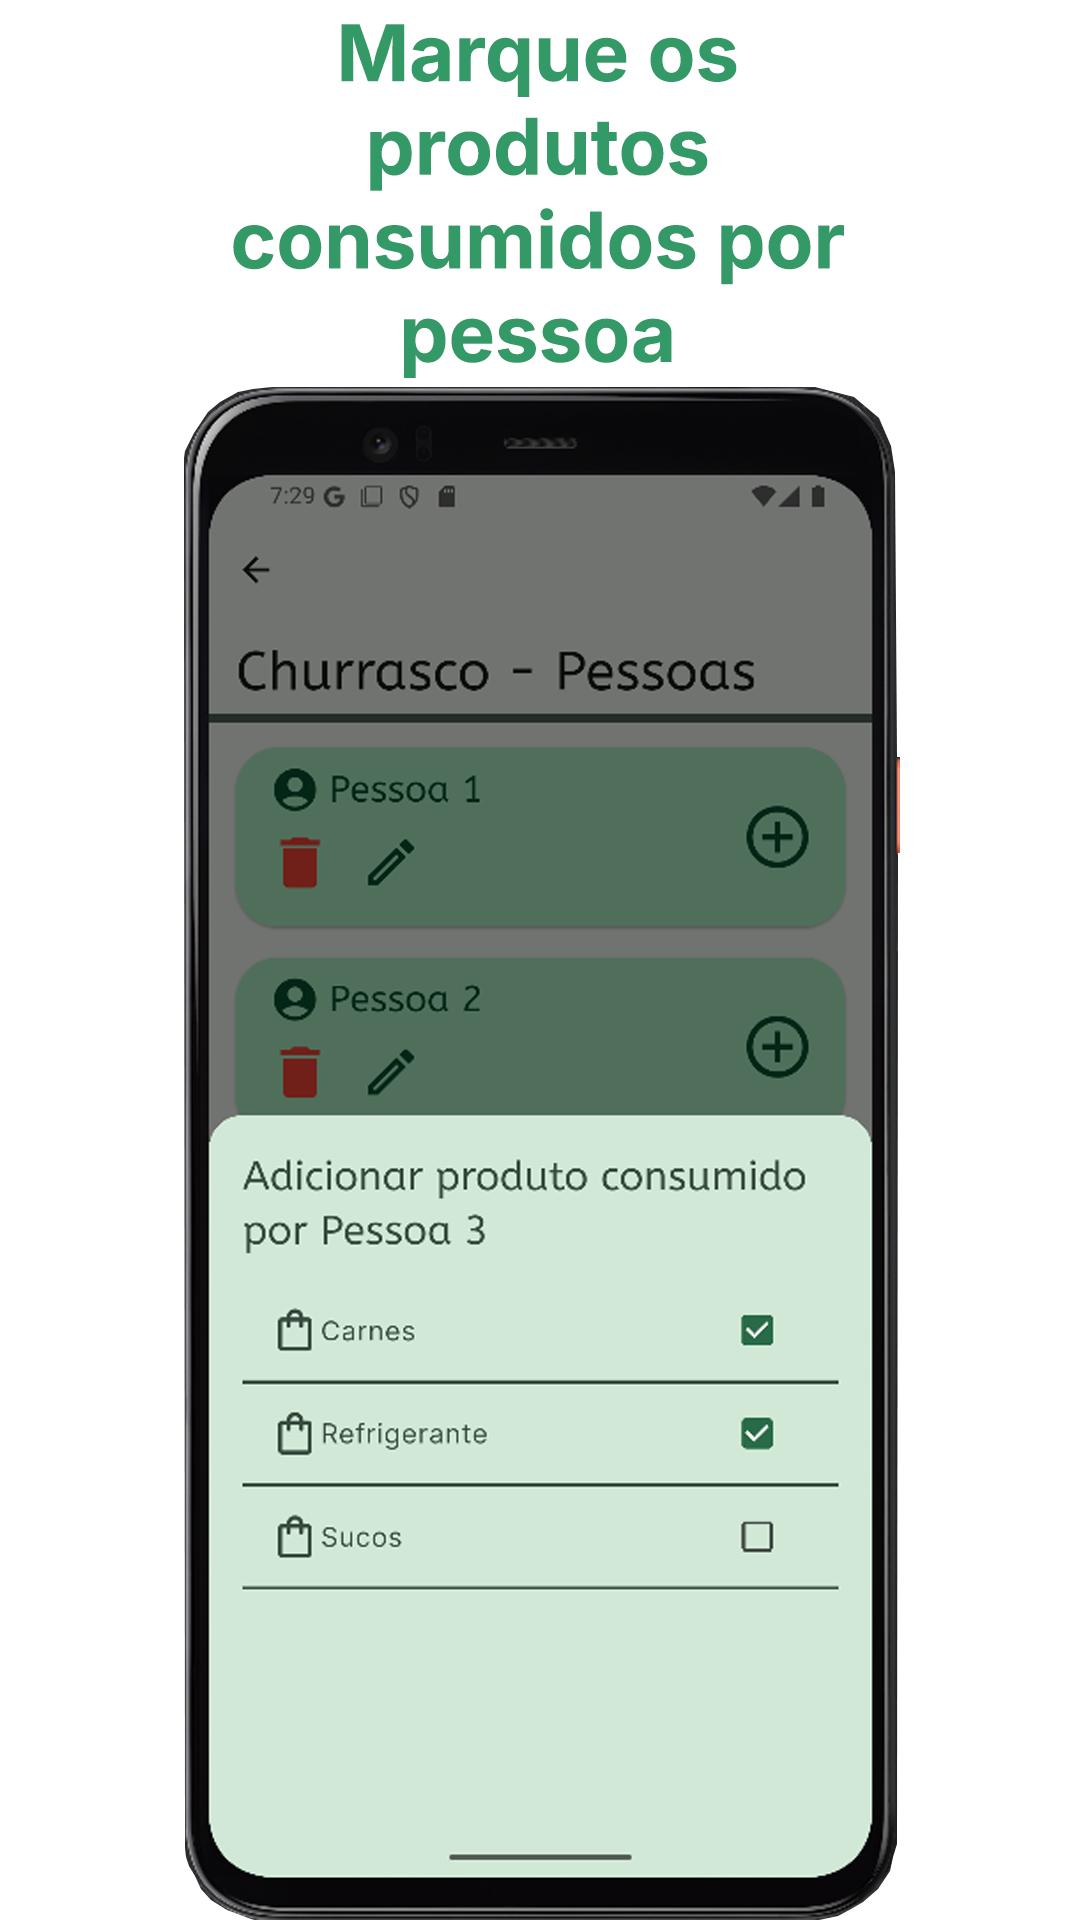 Marque os
produtos
consumidos por
pessoa
7:29
Churrasco - Pessoas
Pessoa 1
Pessoa 2
Adicionar produto consumido
por Pessoa 3
Carnes
Refrigerante
Sucos